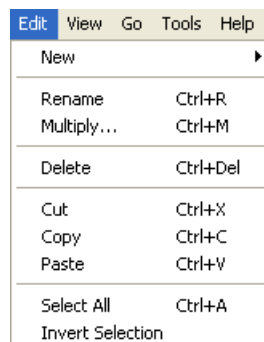 Edit View Go Tools Help
New
Rename Ctrl+R
Multiply... Ctrl+M
Delete Ctrl+Del
Cut Ctrl+X
Copy Ctrl+C
Paste Ctrl+V
Select All Ctrl+A
Invert Selection